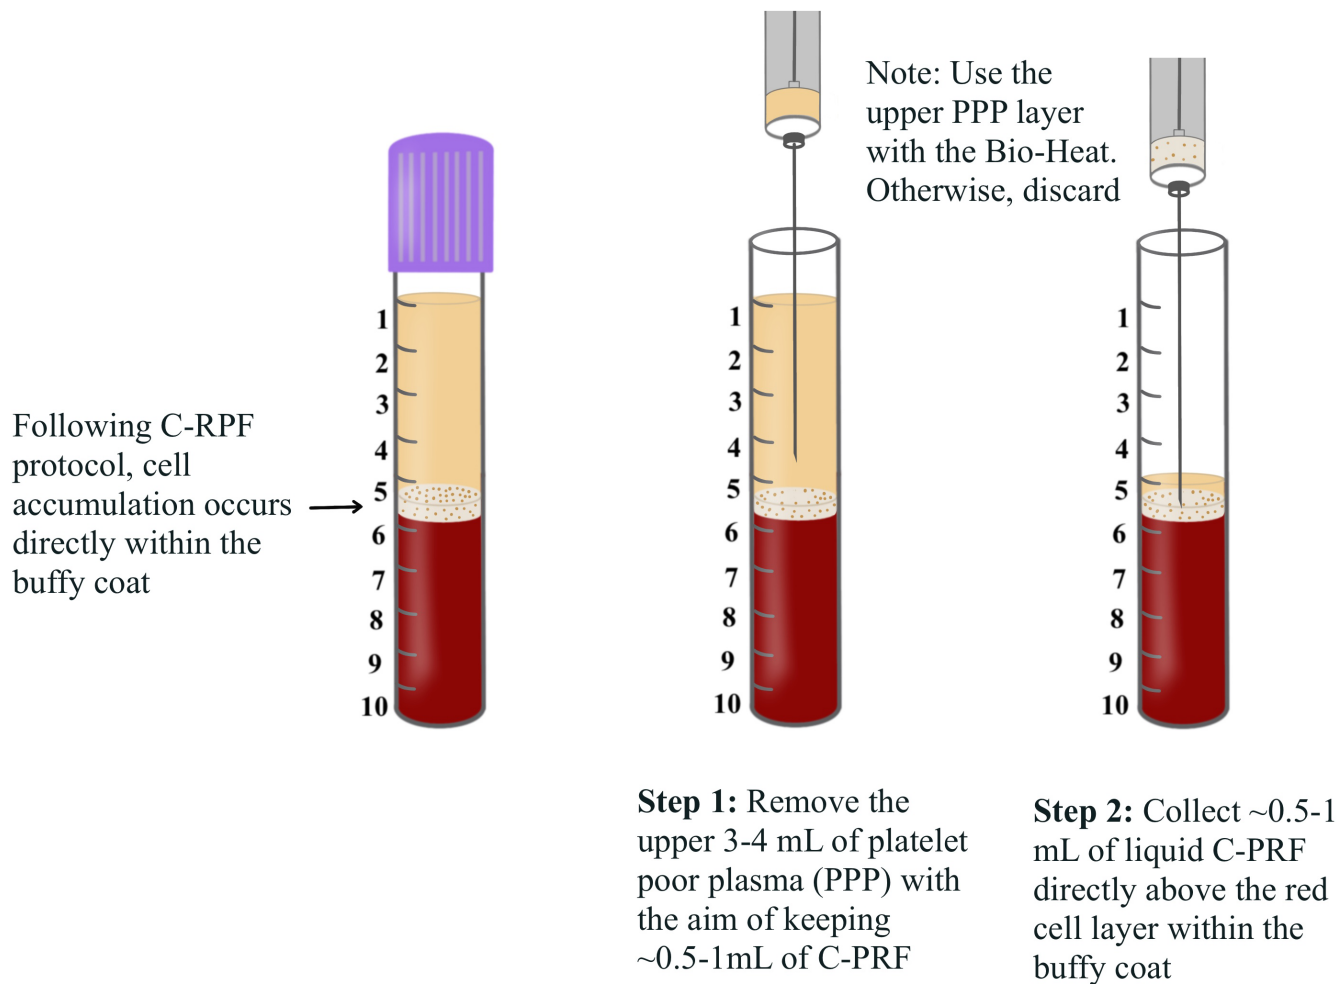 Note: Use the
upper PPP layer
with the Bio-Heat.
Otherwise, discard
Following C-RPF
protocol, cell
accumulation occurs
directly within the
buffy coat
1
2
3
4
5
6
7
8
9
10
1
2
3
4
5
6
7
8
9
10
1
2
3
4
5
6
7
8
9
10
Step 1: Remove the
upper 3-4 mL of platelet
poor plasma (PPP) with
the aim of keeping
~0.5-1mL of C-PRF
Step 2: Collect ~0.5-1
mL of liquid C-PRF
directly above the red
cell layer within the
buffy coat